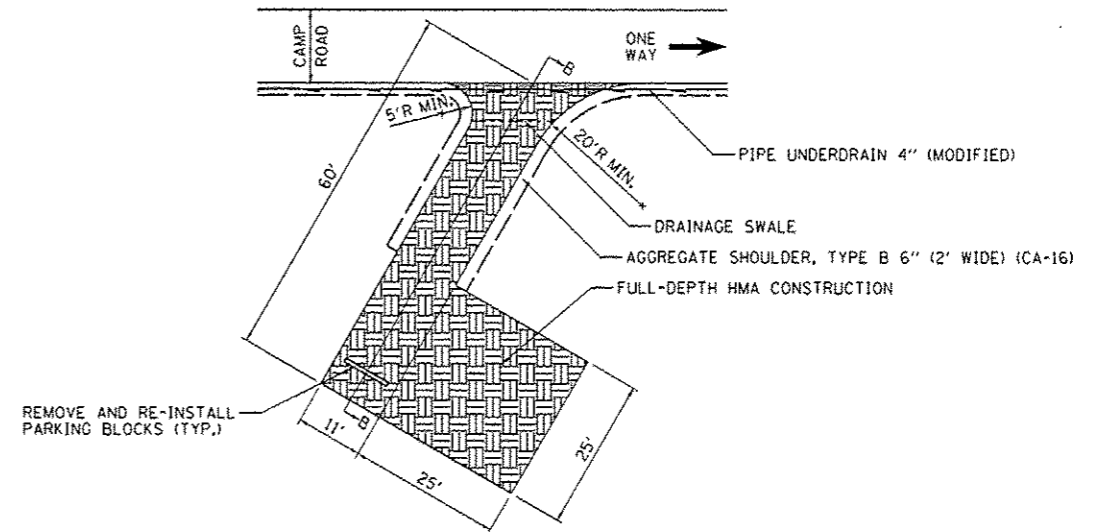 CAMP
ROAD
ONE
WAY
B
5'R MIN.
20'R MIN.
60'
PIPE UNDERDRAIN 4" (MODIFIED)
DRAINAGE SWALE
AGGREGATE SHOULDER, TYPE B 6" (2' WIDE) (CA-16)
FULL-DEPTH HMA CONSTRUCTION
REMOVE AND RE-INSTALL
PARKING BLOCKS (TYP.)
B
11'
25'
25'